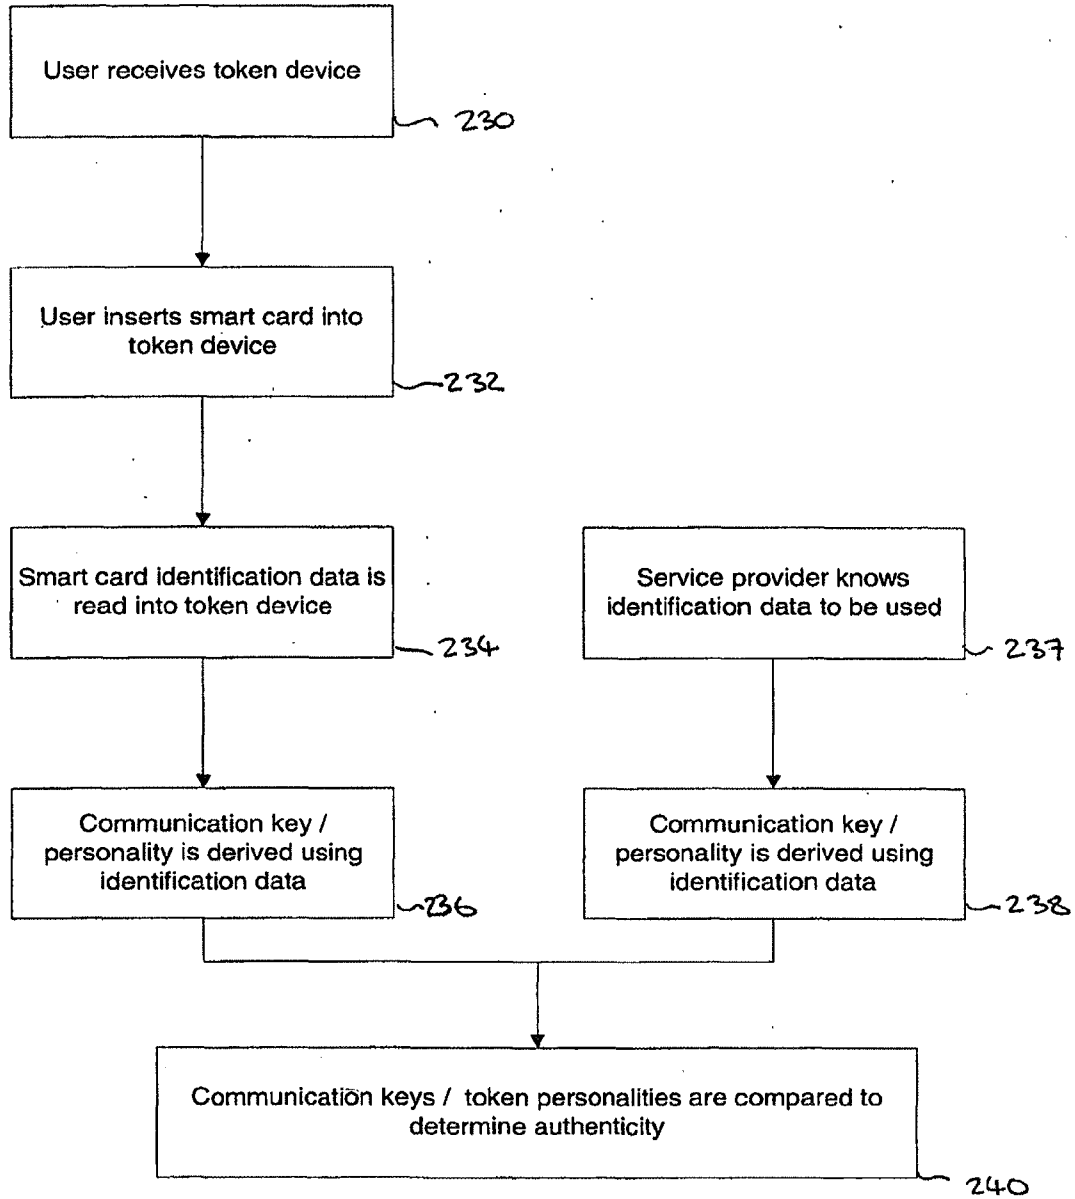 User receives token device
230
User inserts smart card into
token device
232
Smart card identification data is
read into token device
234
Service provider knows
identification data to be used
237
Communication key /
personality is derived using
identification data
236
Communication key /
personality is derived using
identification data
238
Communication keys / token personalities are compared to
determine authenticity
240